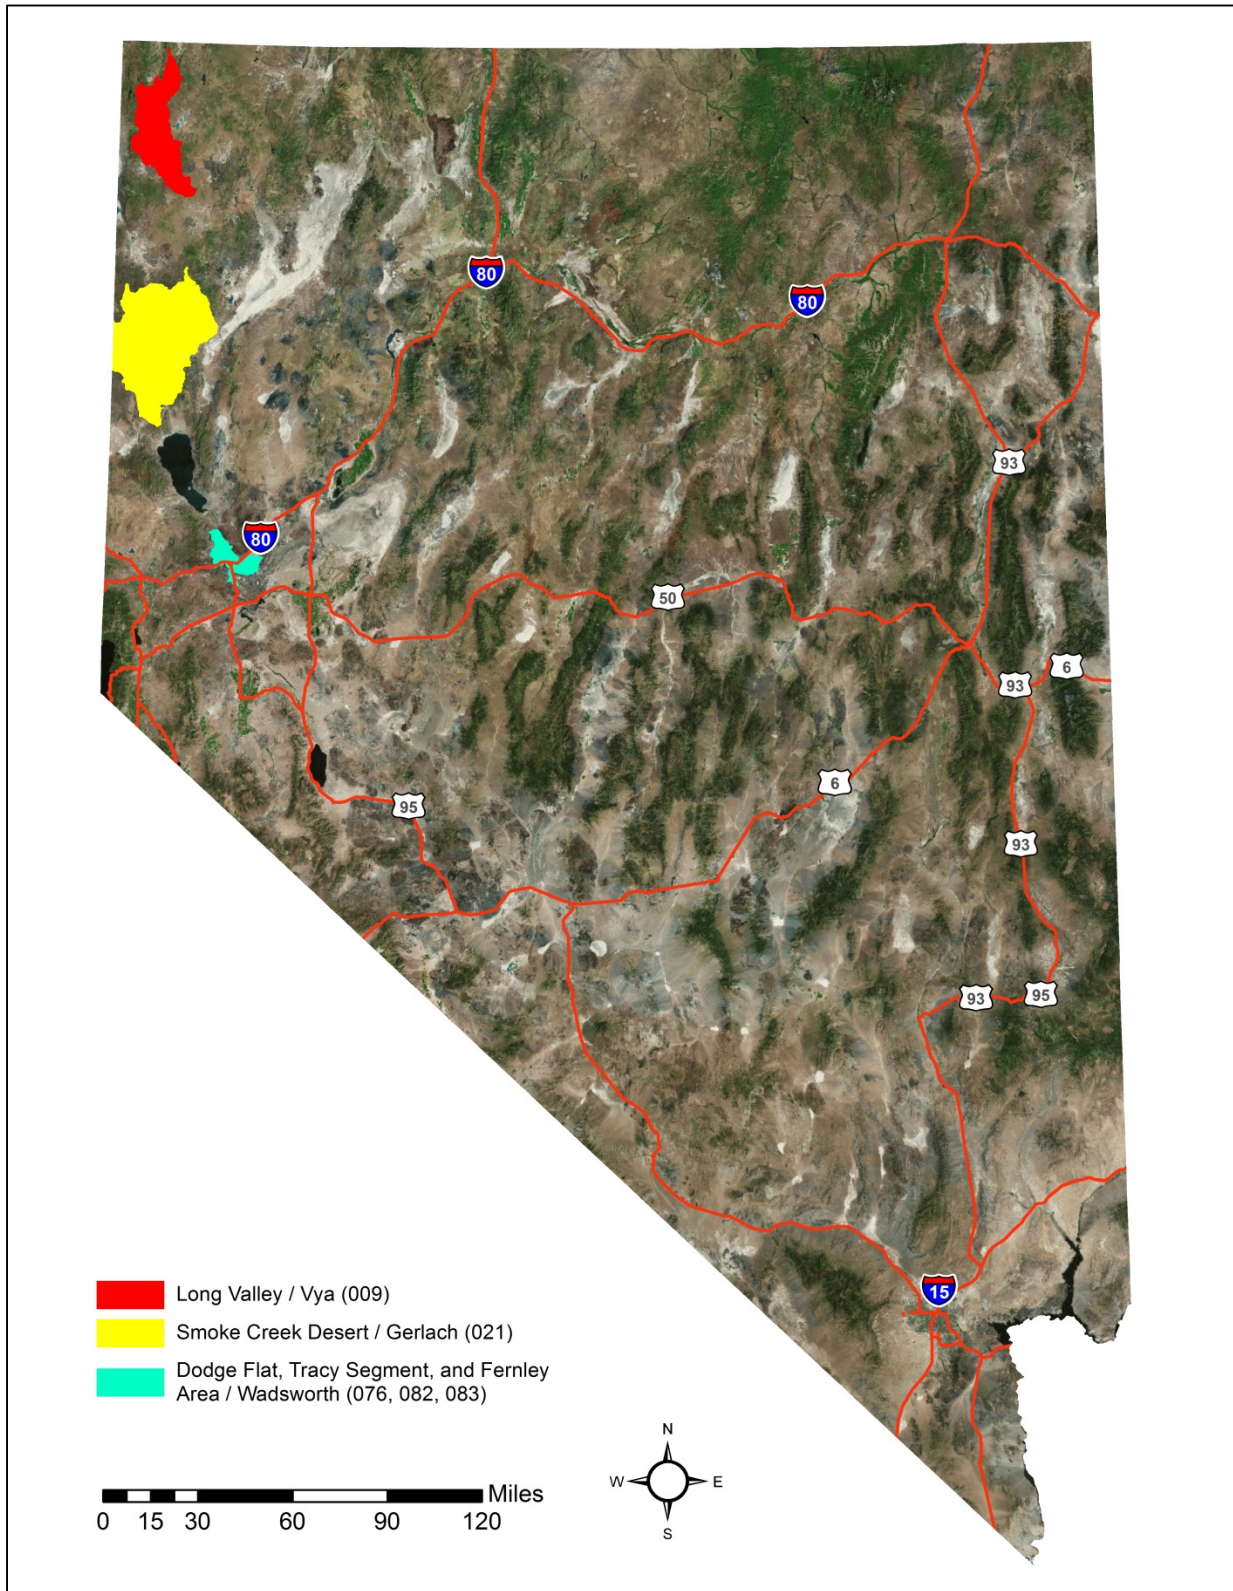 80
80
93
80
50
6
93
6
95
93
93
95
15
Long Valley / Vya (009)
Smoke Creek Desert / Gerlach (021)
Dodge Flat, Tracy Segment, and Fernley
Area / Wadsworth (076, 082, 083)
N
W E
S
Miles
0 15 30 60 90 120